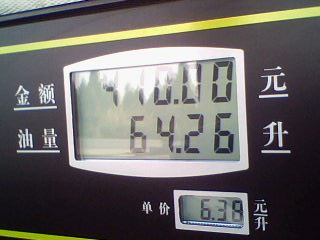 金额 410.00 元
油量 64.26 升
单价 6.38 元/升